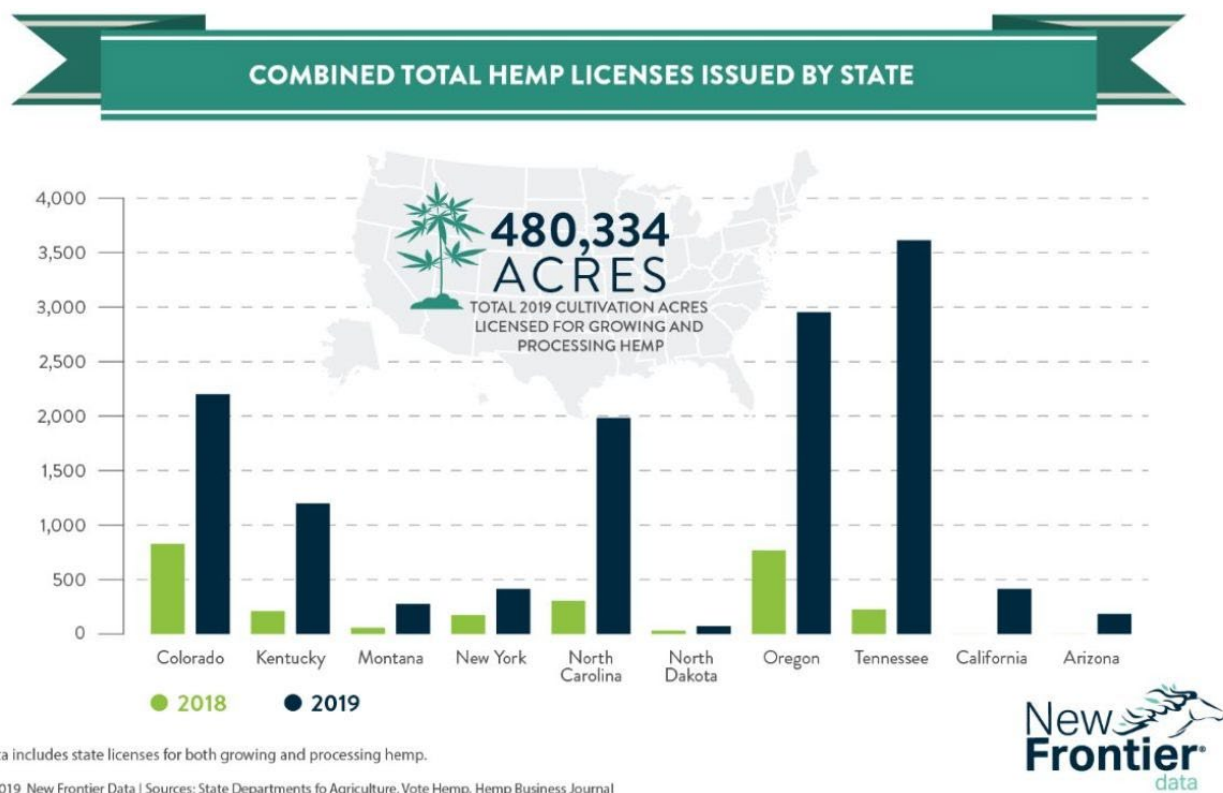 COMBINED TOTAL HEMP LICENSES ISSUED BY STATE
480,334
ACRES
TOTAL 2019 CULTIVATION ACRES
LICENSED FOR GROWING AND
PROCESSING HEMP
4,000
3,500
3,000
2,500
2,000
1,500
1,000
500
0
Colorado Kentucky Montana New York North Carolina North Dakota Oregon Tennessee California Arizona
2018 2019
ta includes state licenses for both growing and processing hemp.
2019 New Frontier Data | Sources: State Departments fo Agriculture, Vote Hemp, Hemp Business Journal
New
Frontier®
data